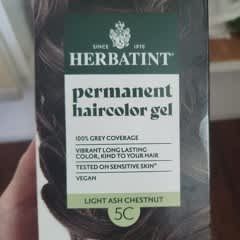 SINCE 1970
HERBATINT®
permanent
haircolor gel
100% GREY COVERAGE
VIBRANT LONG LASTING
COLOR, KIND TO YOUR HAIR
TESTED ON SENSITIVE SKIN*
VEGAN
LIGHT ASH CHESTNUT
5C